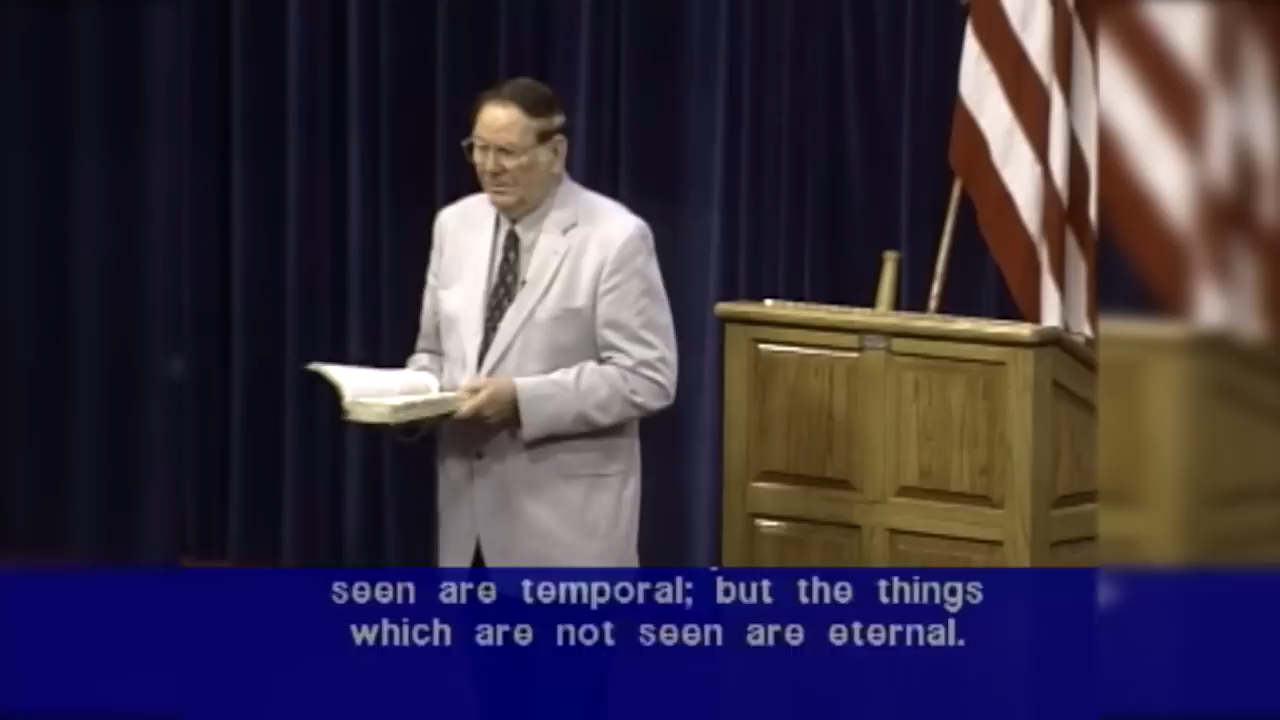 seen are temporal; but the things
which are not seen are eternal.